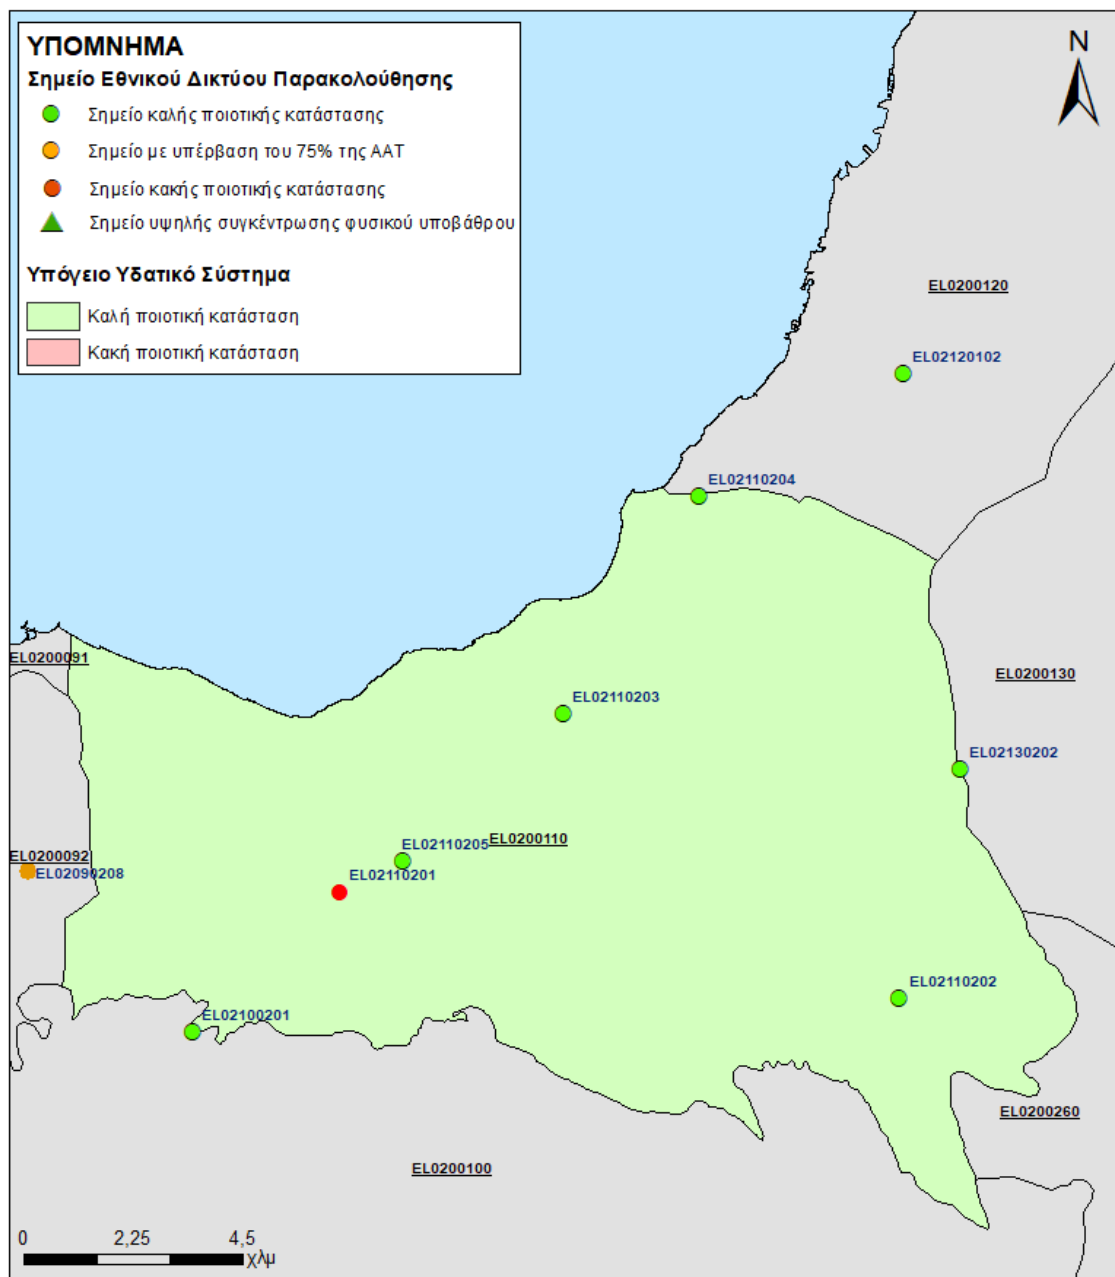 ΥΠΟΜΝΗΜΑ
Σημείο Εθνικού Δικτύου Παρακολούθησης
Σημείο καλής ποιοτικής κατάστασης
Σημείο με υπέρβαση του 75% της ΑΑΤ
Σημείο κακής ποιοτικής κατάστασης
Σημείο υψηλής συγκέντρωσης φυσικού υποβάθρου
Υπόγειο Υδατικό Σύστημα
Καλή ποιοτική κατάσταση
Κακή ποιοτική κατάσταση
N
EL0200120
EL02120102
EL02110204
EL0200091
EL0200130
EL02110203
EL02130202
EL02110205
EL0200110
EL0200092
EL02090208
EL02110201
EL02110202
EL02100201
EL0200260
EL0200100
0 2,25 4,5
χλμ